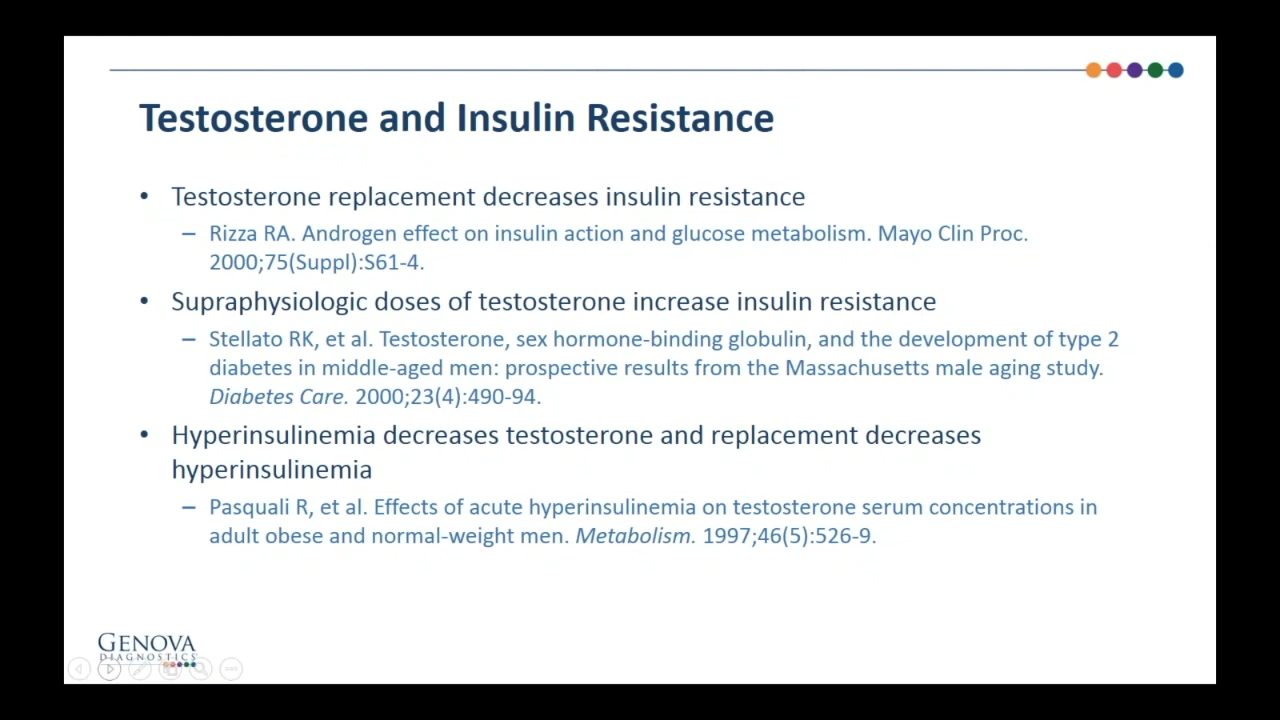 Testosterone and Insulin Resistance
• Testosterone replacement decreases insulin resistance
– Rizza RA. Androgen effect on insulin action and glucose metabolism. Mayo Clin Proc.
2000;75(Suppl):S61-4.
• Supraphysiologic doses of testosterone increase insulin resistance
– Stellato RK, et al. Testosterone, sex hormone-binding globulin, and the development of type 2
diabetes in middle-aged men: prospective results from the Massachusetts male aging study.
Diabetes Care. 2000;23(4):490-94.
• Hyperinsulinemia decreases testosterone and replacement decreases
hyperinsulinemia
– Pasquali R, et al. Effects of acute hyperinsulinemia on testosterone serum concentrations in
adult obese and normal-weight men. Metabolism. 1997;46(5):526-9.
GENOVA
DIAGNOSTICS